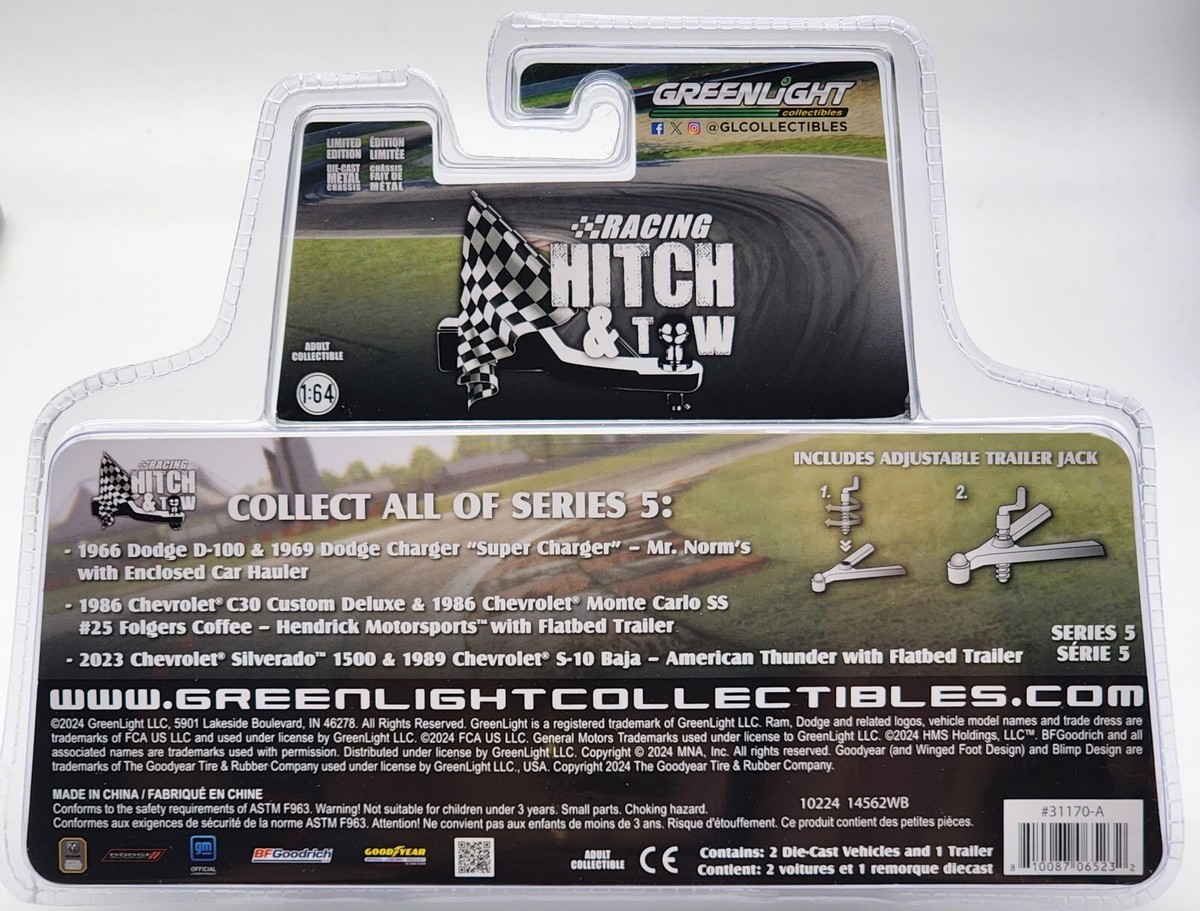 GREENLiGHT
collectibles
@GLCOLLECTIBLES
LIMITED EDITION ÉDITION LIMITÉE
DIE-CAST METAL CHASSIS CHÂSSIS FAIT DE MÉTAL
RACING
HITCH
& TOW
ADULT
COLLECTIBLE
1:64
RACING
HITCH
& TOW
COLLECT ALL OF SERIES 5:
- 1966 Dodge D-100 & 1969 Dodge Charger "Super Charger" – Mr. Norm's
with Enclosed Car Hauler
- 1986 Chevrolet® C30 Custom Deluxe & 1986 Chevrolet® Monte Carlo SS
#25 Folgers Coffee – Hendrick Motorsports™ with Flatbed Trailer
- 2023 Chevrolet® Silverado™ 1500 & 1989 Chevrolet® S-10 Baja – American Thunder with Flatbed Trailer
INCLUDES ADJUSTABLE TRAILER JACK
1. 2.
SERIES 5
SÉRIE 5
WWW.GREENLIGHTCOLLECTIBLES.COM
©2024 GreenLight LLC, 5901 Lakeside Boulevard, IN 46278. All Rights Reserved. GreenLight is a registered trademark of GreenLight LLC. Ram, Dodge and related logos, vehicle model names and trade dress are
trademarks of FCA US LLC and used under license by GreenLight LLC. ©2024 FCA US LLC. General Motors Trademarks used under license to GreenLight LLC. ©2024 HMS Holdings, LLC™. BFGoodrich and all
associated names are trademarks used with permission. Distributed under license by GreenLight LLC. Copyright © 2024 MNA, Inc. All rights reserved. Goodyear (and Winged Foot Design) and Blimp Design are
trademarks of The Goodyear Tire & Rubber Company used under license by GreenLight LLC., USA. Copyright 2024 The Goodyear Tire & Rubber Company.
MADE IN CHINA / FABRIQUÉ EN CHINE
Conforms to the safety requirements of ASTM F963. Warning! Not suitable for children under 3 years. Small parts. Choking hazard.
Conformes aux exigences de sécurité de la norme ASTM F963. Attention! Ne convient pas aux enfants de moins de 3 ans. Risque d'étouffement. Ce produit contient des petites pièces.
10224 14562WB
#31170-A
8 10087 06523 2
DODGE
gm
OFFICIAL
BFGoodrich
GOODYEAR
ADULT
COLLECTIBLE
CE
Contains: 2 Die-Cast Vehicles and 1 Trailer
Contient: 2 voitures et 1 remorque diecast